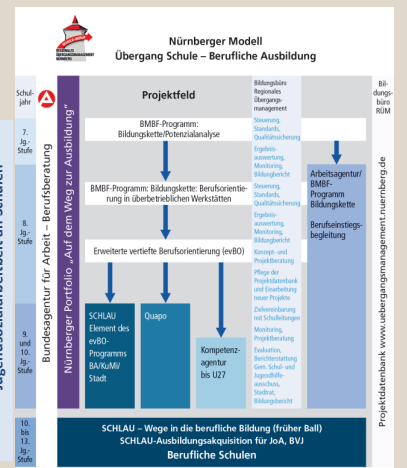 REGIONALES
ÜBERGANGSMANAGEMENT
NÜRNBERG
Nürnberger Modell
Übergang Schule – Berufliche Ausbildung
Schul-
jahr
Projektfeld
Bildungsbüro
Regionales
Übergangs-
management
Bil-
dungs-
büro
RÜM
7.
Jg.-
Stufe
8.
Jg.-
Stufe
9.
und
10.
Jg.-
Stufe
10.
bis
13.
Jg.-
Stufe
Bundesagentur für Arbeit – Berufsberatung
Nürnberger Portfolio „Auf dem Weg zur Ausbildung“
BMBF-Programm:
Bildungskette/Potenzialanalyse
BMBF-Programm: Bildungskette: Berufsorientie-
rung in überbetrieblichen Werkstätten
Erweiterte vertiefte Berufsorientierung (evBO)
SCHLAU
Element des
evBO-
Programms
BA/KuMi/
Stadt
Quapo
Kompetenz-
agentur
bis U27
Steuerung,
Standards,
Qualitätssicherung
Ergebnis-
auswertung,
Monitoring,
Bildungbericht
Steuerung,
Standards,
Qualitätssicherung
Ergebnis-
auswertung,
Monitoring,
Bildungbericht
Konzept- und
Projektberatung
Pflege der
Projektdatenbank
und Einarbeitung
neuer Projekte
Zielvereinbarung
mit Schulleitungen
Monitoring,
Projektberatung
Evaluation,
Berichterstattung
Gem. Schul- und
Jugendhilfe-
ausschuss,
Stadtrat,
Bildungsbericht
Arbeitsagentur/
BMBF-
Programm
Bildungskette
Berufseinstiegs-
begleitung
Projektdatenbank www.uebergangsmanagement.nuernberg.de
SCHLAU – Wege in die berufliche Bildung (früher Ball)
SCHLAU-Ausbildungsakquisition für JoA, BVJ
Berufliche Schulen